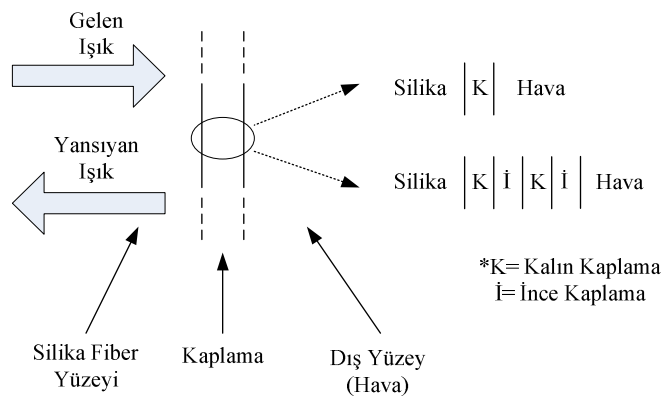 Gelen
Işık
Yansıyan
Işık
Silika K Hava
Silika K İ K İ Hava
*K= Kalın Kaplama
İ= İnce Kaplama
Silika Fiber
Yüzeyi
Kaplama
Dış Yüzey
(Hava)